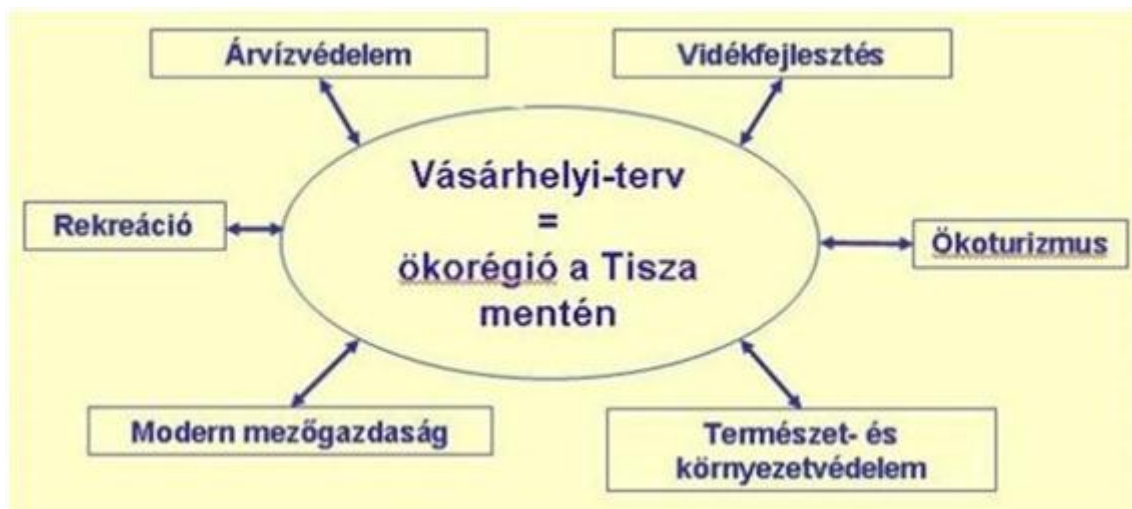 Árvízvédelem
Vidékfejlesztés
Vásárhelyi-terv
=
ökorégió a Tisza
mentén
Rekreáció
Ökoturizmus
Modern mezőgazdaság
Természet- és
környezetvédelem